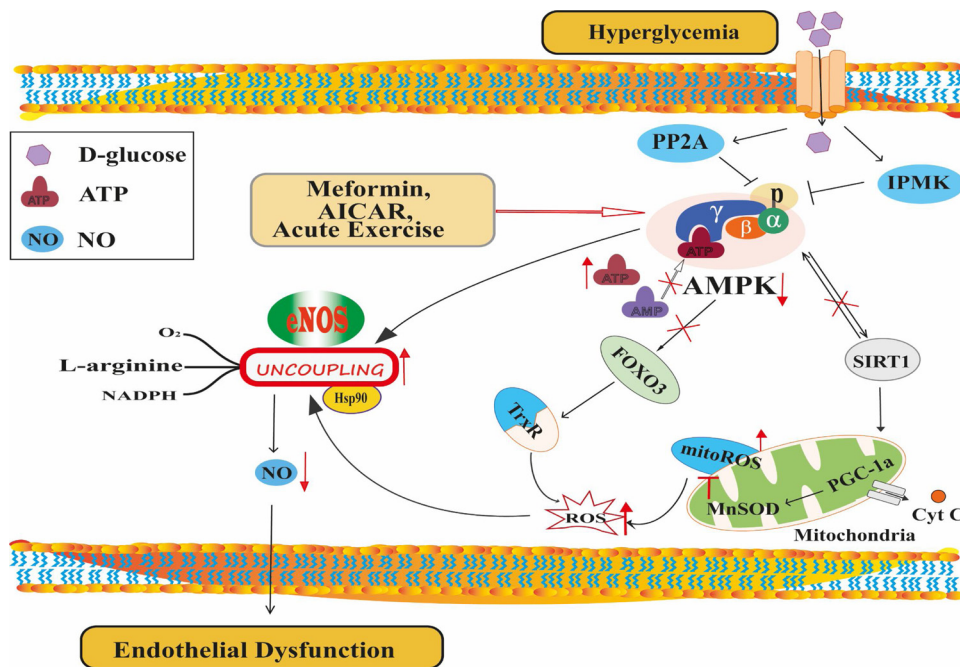 Hyperglycemia
D-glucose
ATP
ATP
NO
NO
PP2A
IPMK
Meformin,
AICAR,
Acute Exercise
p
γ
β
α
ATP
ATP
AMP
AMPK
eNOS
O₂
L-arginine
NADPH
UNCOUPLING
Hsp90
FOXO3
SIRT1
TrxR
NO
mitoROS
PGC-1a
MnSOD
ROS
Cyt C
Mitochondria
Endothelial Dysfunction